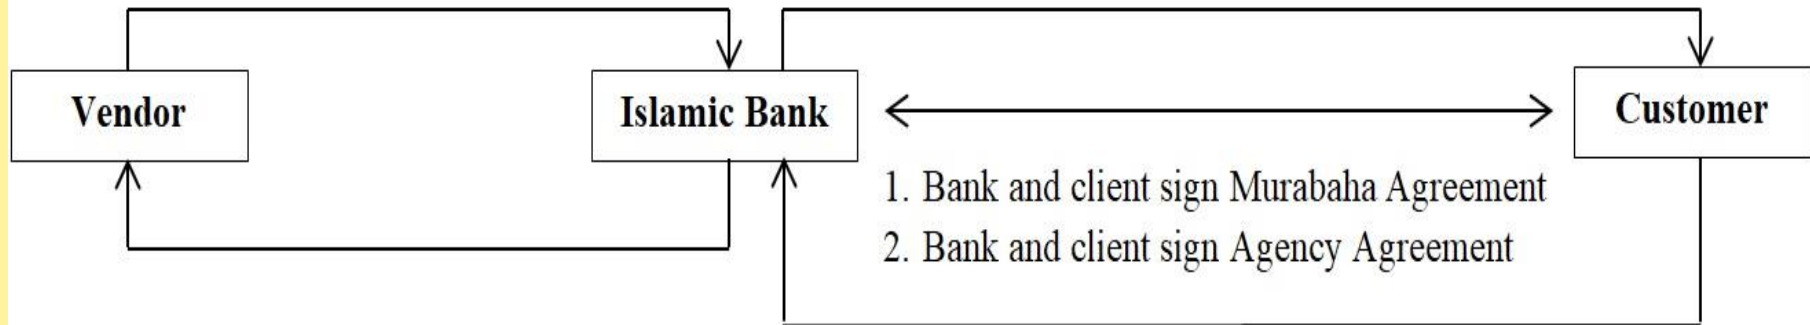 Vendor
Islamic Bank
Customer
1. Bank and client sign Murabaha Agreement
2. Bank and client sign Agency Agreement